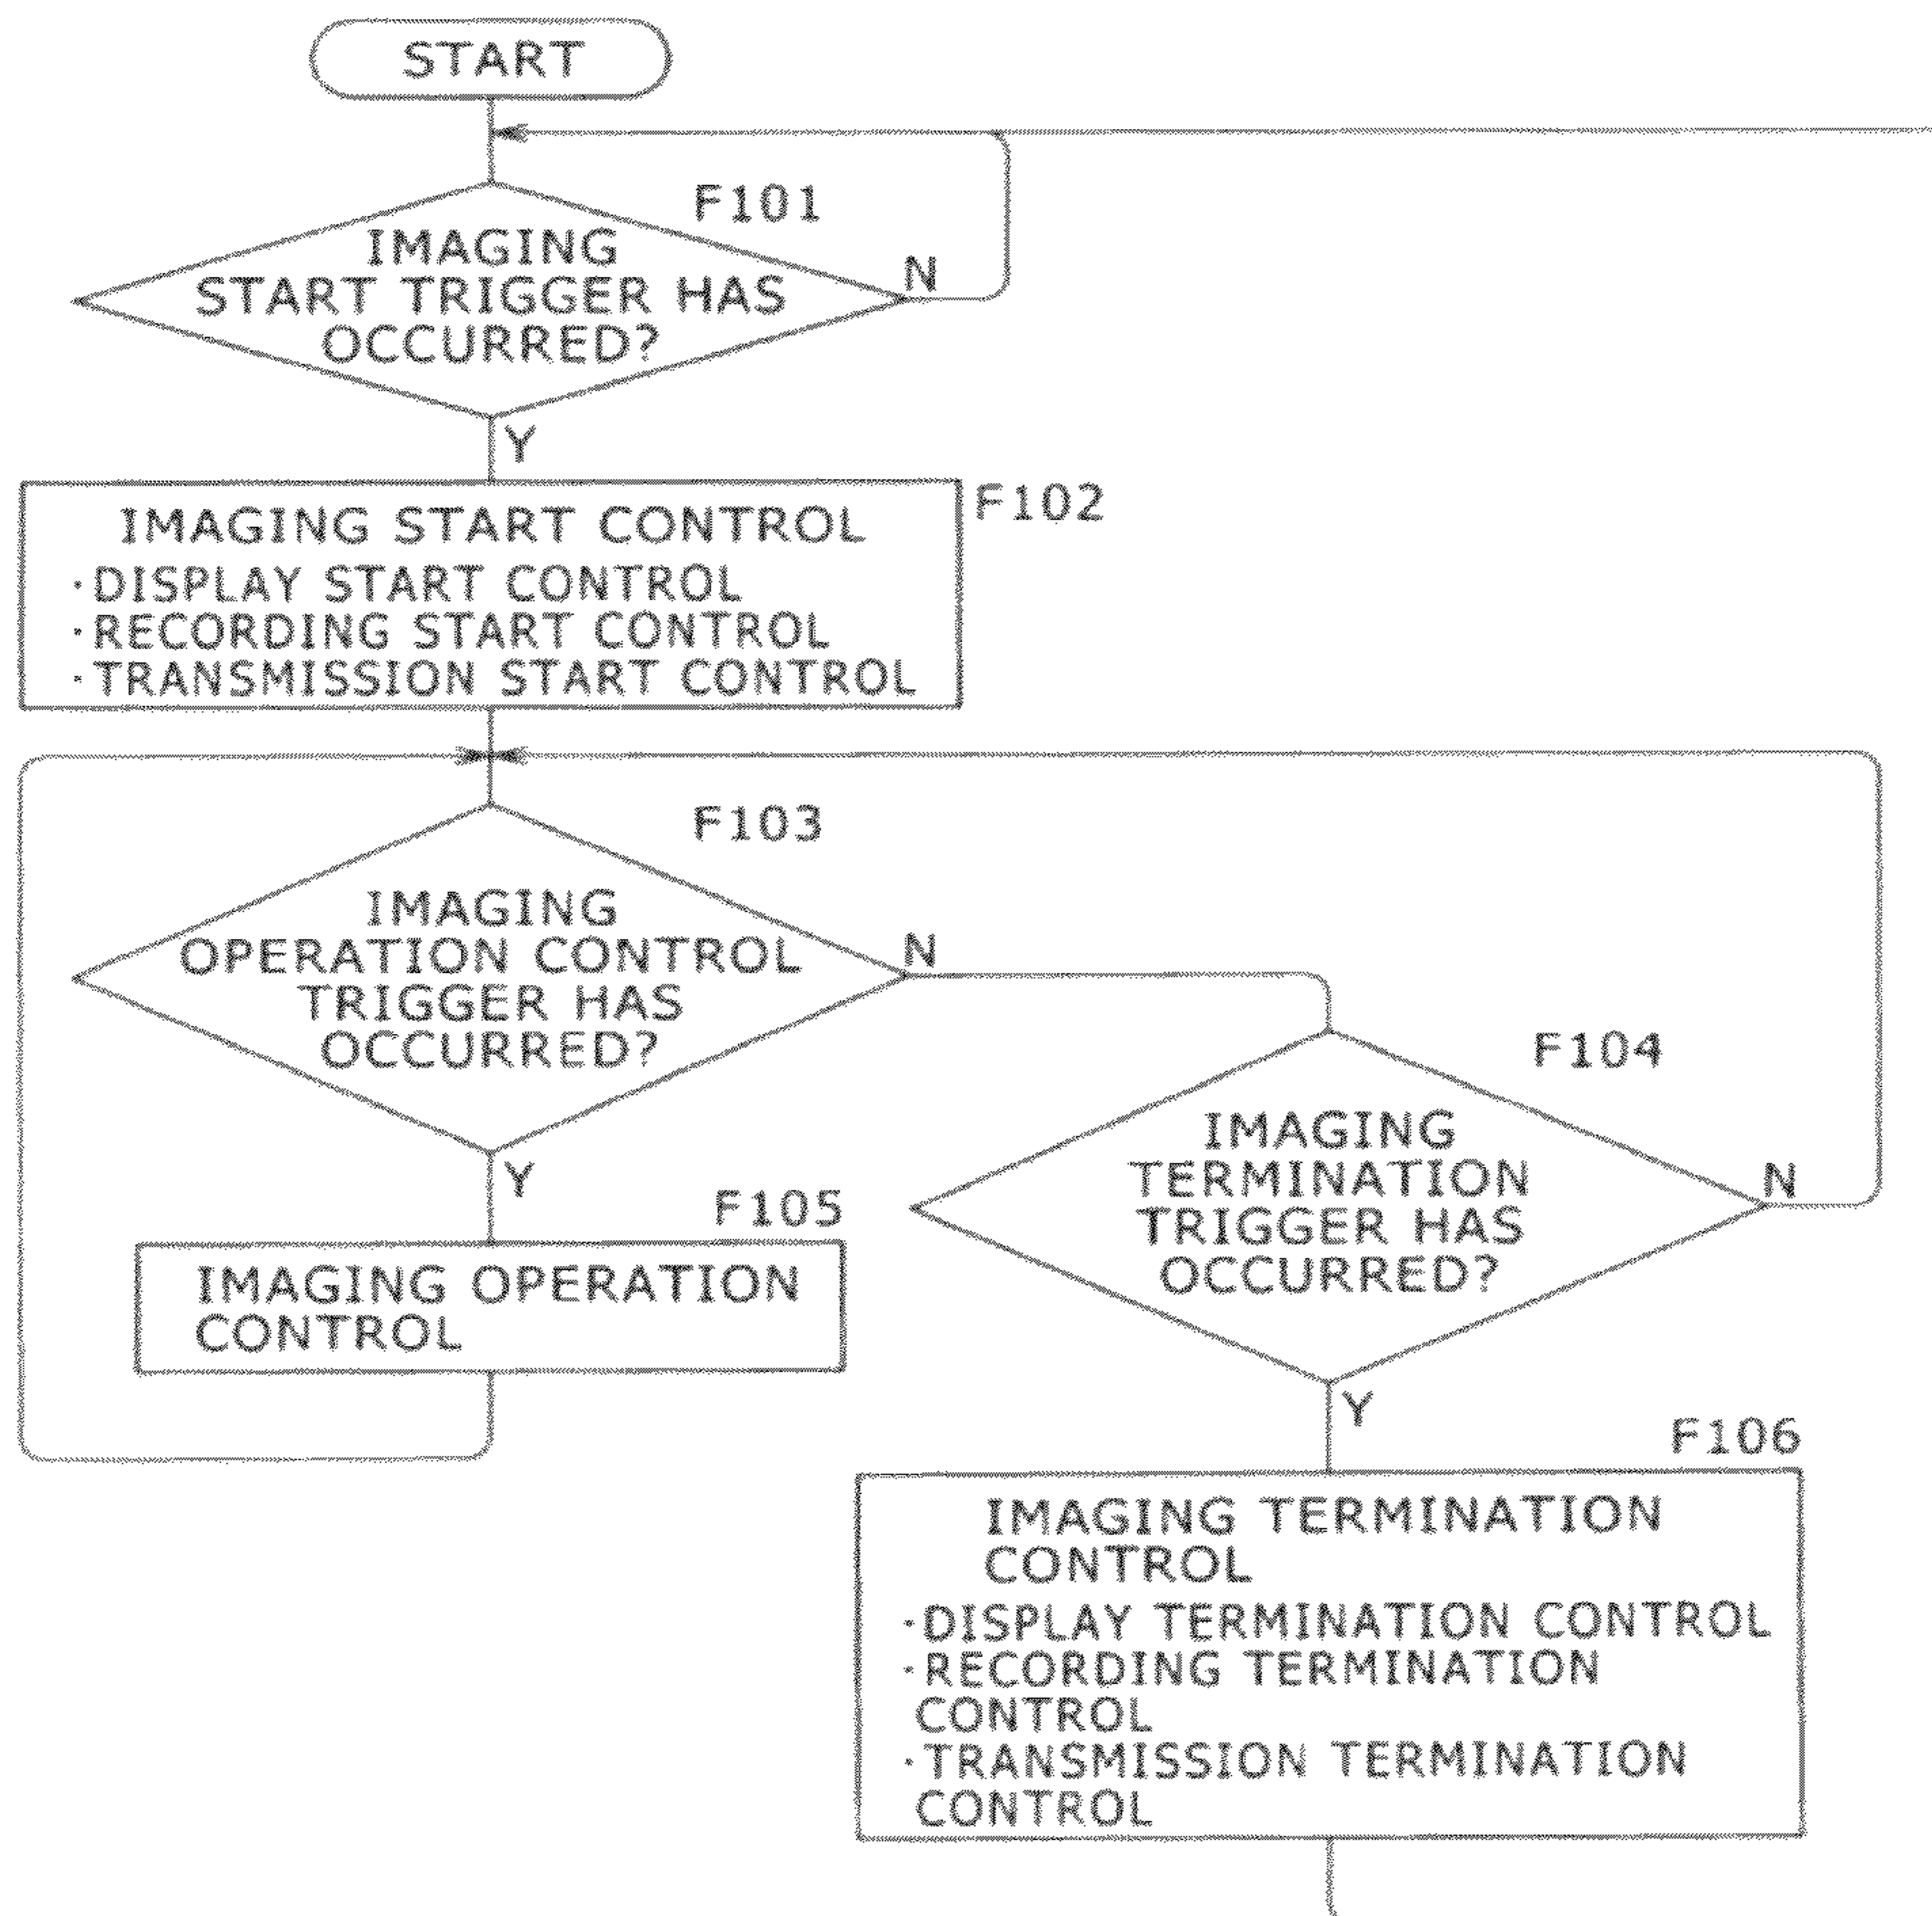 START
F101
IMAGING
START TRIGGER HAS
OCCURRED?
N
Y
F102
IMAGING START CONTROL
·DISPLAY START CONTROL
·RECORDING START CONTROL
·TRANSMISSION START CONTROL
F103
IMAGING
OPERATION CONTROL
TRIGGER HAS
OCCURRED?
N
Y
F104
IMAGING
TERMINATION
TRIGGER HAS
OCCURRED?
N
Y
F105
IMAGING OPERATION
CONTROL
F106
IMAGING TERMINATION
CONTROL
·DISPLAY TERMINATION CONTROL
·RECORDING TERMINATION
CONTROL
·TRANSMISSION TERMINATION
CONTROL